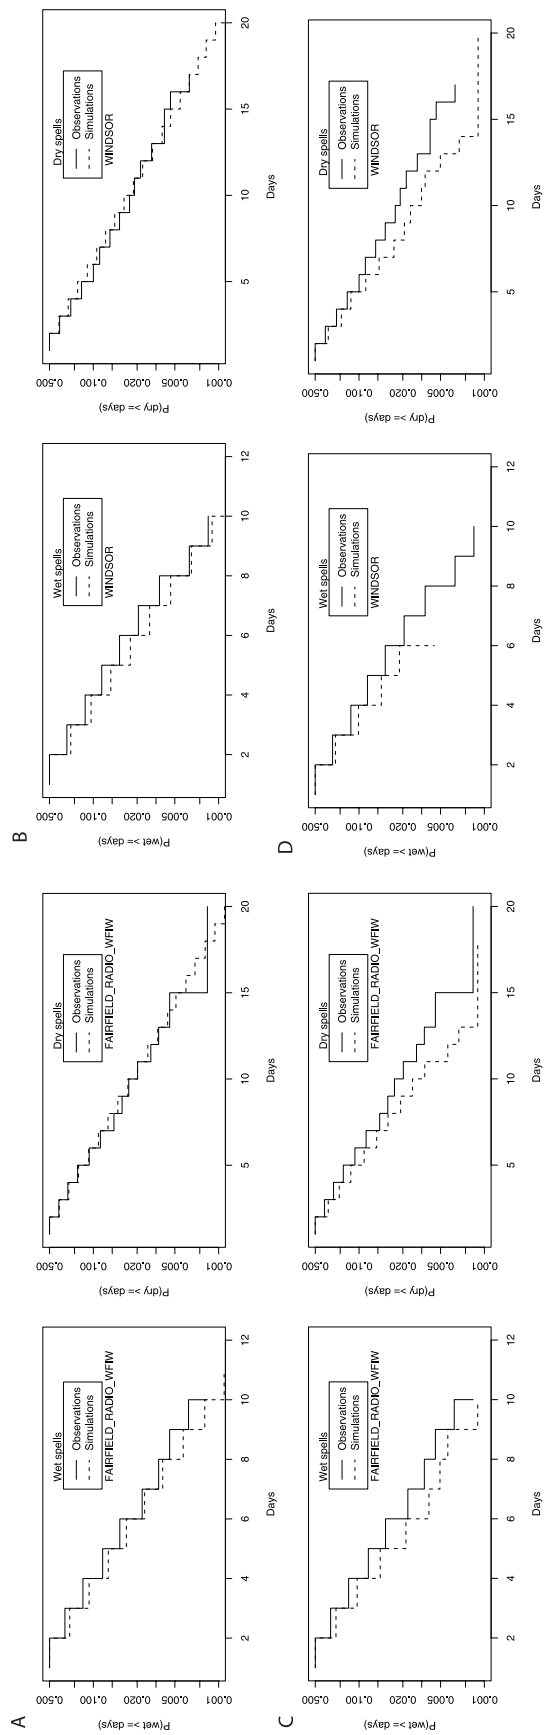 A
Wet spells
Observations
Simulations
FAIRFIELD_RADIO_WFIW
P(wet >= days)
0.500
0.100
0.020
0.005
0.001
2 4 6 8 10 12
Days
Dry spells
Observations
Simulations
FAIRFIELD_RADIO_WFIW
P(dry >= days)
0.500
0.100
0.020
0.005
0.001
5 10 15 20
Days
B
Wet spells
Observations
Simulations
WINDSOR
P(wet >= days)
0.500
0.100
0.020
0.005
0.001
2 4 6 8 10 12
Days
Dry spells
Observations
Simulations
WINDSOR
P(dry >= days)
0.500
0.100
0.020
0.005
0.001
5 10 15 20
Days
C
Wet spells
Observations
Simulations
FAIRFIELD_RADIO_WFIW
P(wet >= days)
0.500
0.100
0.020
0.005
0.001
2 4 6 8 10 12
Days
Dry spells
Observations
Simulations
FAIRFIELD_RADIO_WFIW
P(dry >= days)
0.500
0.100
0.020
0.005
0.001
5 10 15 20
Days
D
Wet spells
Observations
Simulations
WINDSOR
P(wet >= days)
0.500
0.100
0.020
0.005
0.001
2 4 6 8 10 12
Days
Dry spells
Observations
Simulations
WINDSOR
P(dry >= days)
0.500
0.100
0.020
0.005
0.001
5 10 15 20
Days